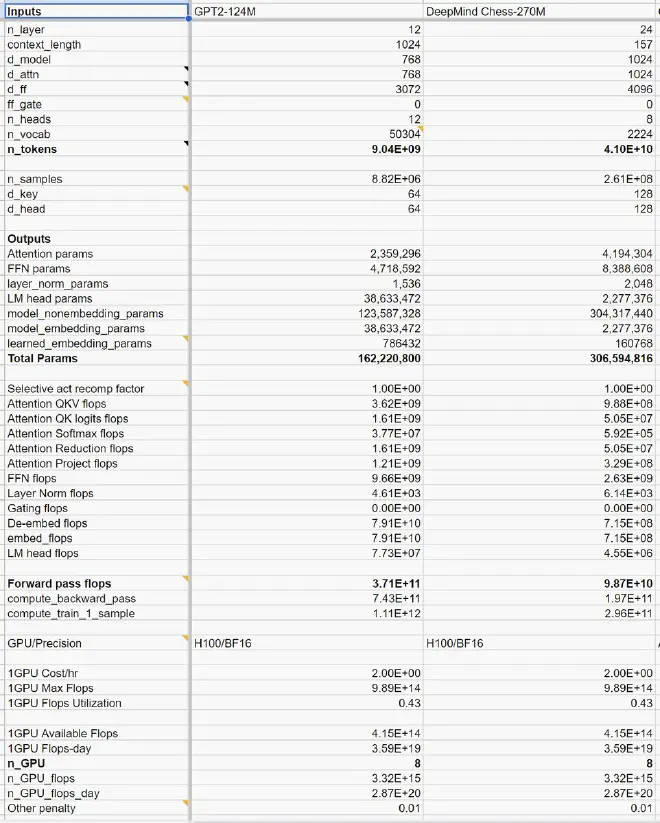 Inputs GPT2-124M DeepMind Chess-270M
n_layer 12 24
context_length 1024 157
d_model 768 1024
d_attn 768 1024
d_ff 3072 4096
ff_gate 0 0
n_heads 12 8
n_vocab 50304 2224
n_tokens 9.04E+09 4.10E+10
n_samples 8.82E+06 2.61E+08
d_key 64 128
d_head 64 128
Outputs
Attention params 2,359,296 4,194,304
FFN params 4,718,592 8,388,608
layer_norm_params 1,536 2,048
LM head params 38,633,472 2,277,376
model_nonembedding_params 123,587,328 304,317,440
model_embedding_params 38,633,472 2,277,376
learned_embedding_params 786432 160768
Total Params 162,220,800 306,594,816
Selective act recomp factor 1.00E+00 1.00E+00
Attention QKV flops 3.62E+09 9.88E+08
Attention QK logits flops 1.61E+09 5.05E+07
Attention Softmax flops 3.77E+07 5.92E+05
Attention Reduction flops 1.61E+09 5.05E+07
Attention Project flops 1.21E+09 3.29E+08
FFN flops 9.66E+09 2.63E+09
Layer Norm flops 4.61E+03 6.14E+03
Gating flops 0.00E+00 0.00E+00
De-embed flops 7.91E+10 7.15E+08
embed_flops 7.91E+10 7.15E+08
LM head flops 7.73E+07 4.55E+06
Forward pass flops 3.71E+11 9.87E+10
compute_backward_pass 7.43E+11 1.97E+11
compute_train_1_sample 1.11E+12 2.96E+11
GPU/Precision H100/BF16 H100/BF16
1GPU Cost/hr 2.00E+00 2.00E+00
1GPU Max Flops 9.89E+14 9.89E+14
1GPU Flops Utilization 0.43 0.43
1GPU Available Flops 4.15E+14 4.15E+14
1GPU Flops-day 3.59E+19 3.59E+19
n_GPU 8 8
n_GPU_flops 3.32E+15 3.32E+15
n_GPU_flops_day 2.87E+20 2.87E+20
Other penalty 0.01 0.01